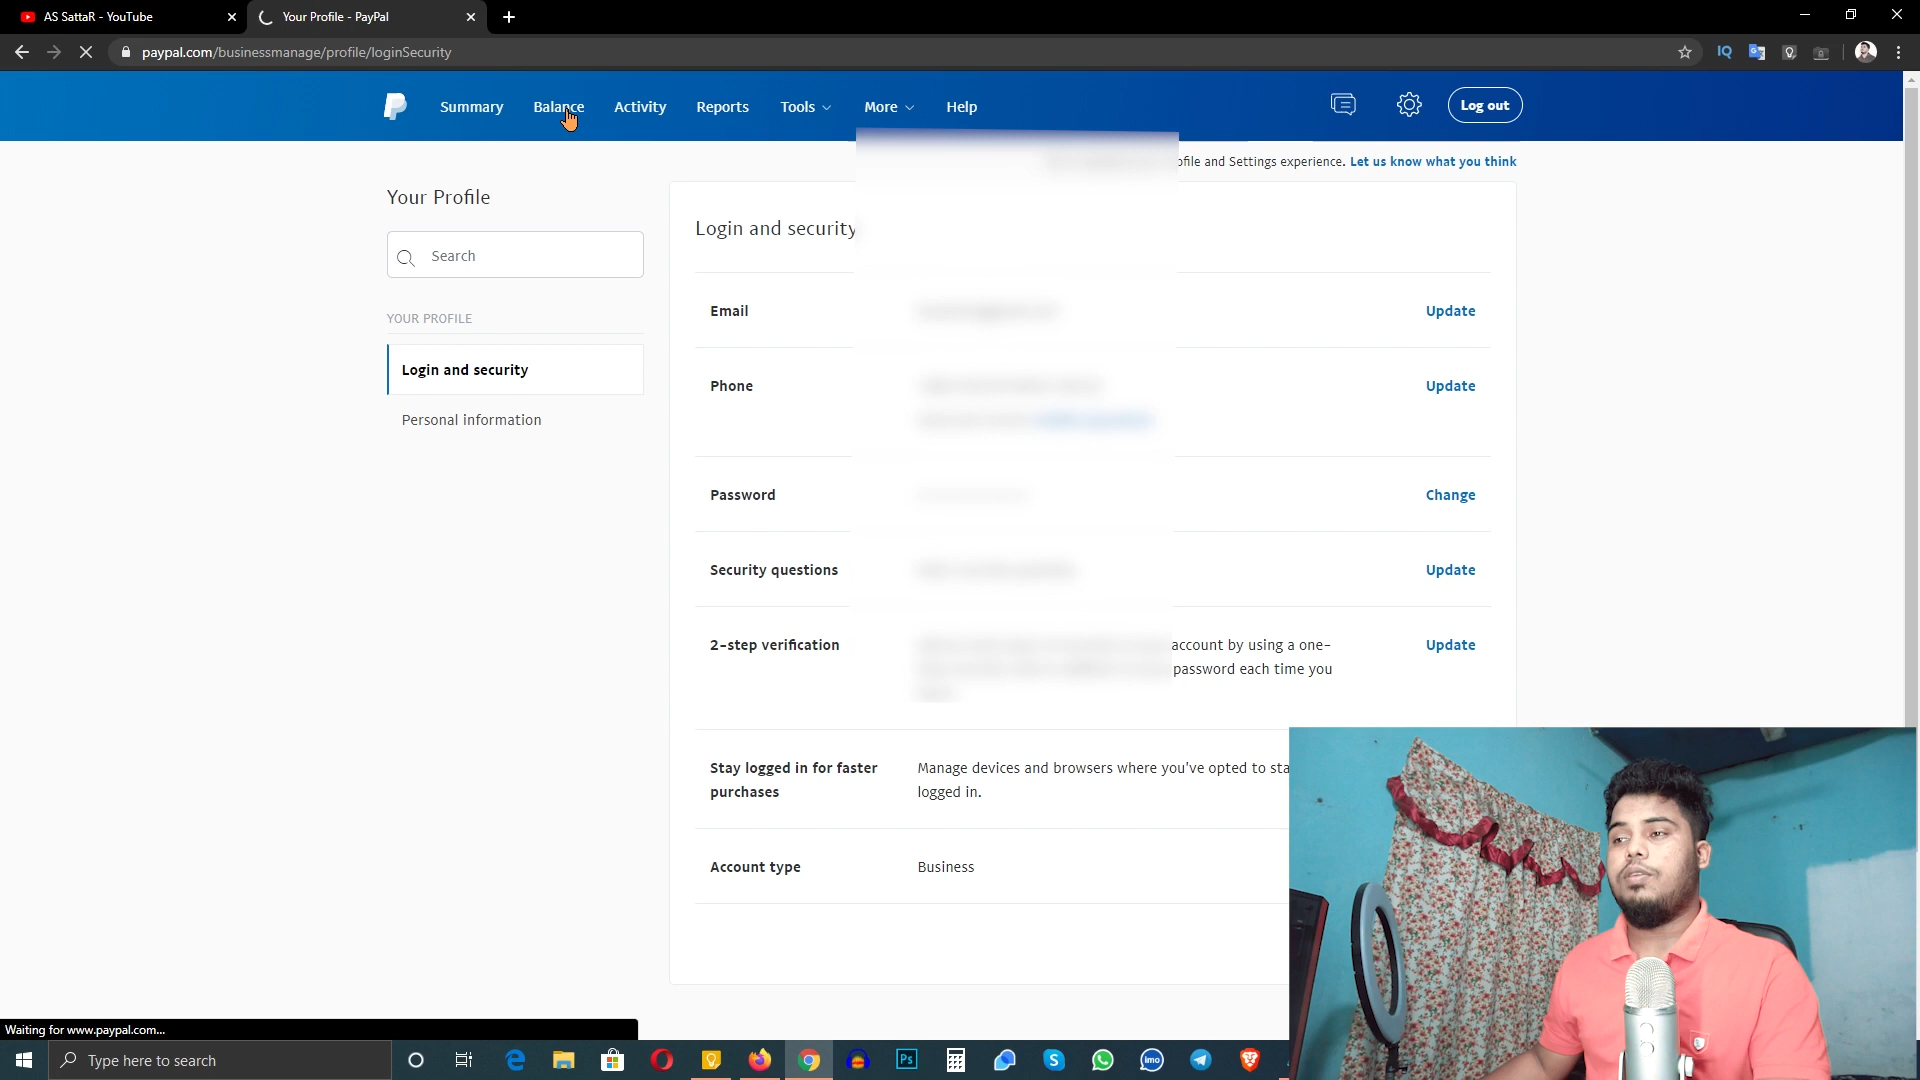 AS SattaR - YouTube
Your Profile - PayPal
paypal.com/businessmanage/profile/loginSecurity
Summary
Balance
Activity
Reports
Tools
More
Help
Log out
ofile and Settings experience. Let us know what you think
Your Profile
Search
YOUR PROFILE
Login and security
Personal information
Login and security
Email
Update
Phone
Update
Password
Change
Security questions
Update
2-step verification
account by using a one-
Update
password each time you
Stay logged in for faster
purchases
Manage devices and browsers where you've opted to sta
logged in.
Account type
Business
Waiting for www.paypal.com...
Type here to search
IQ
Ps
imo